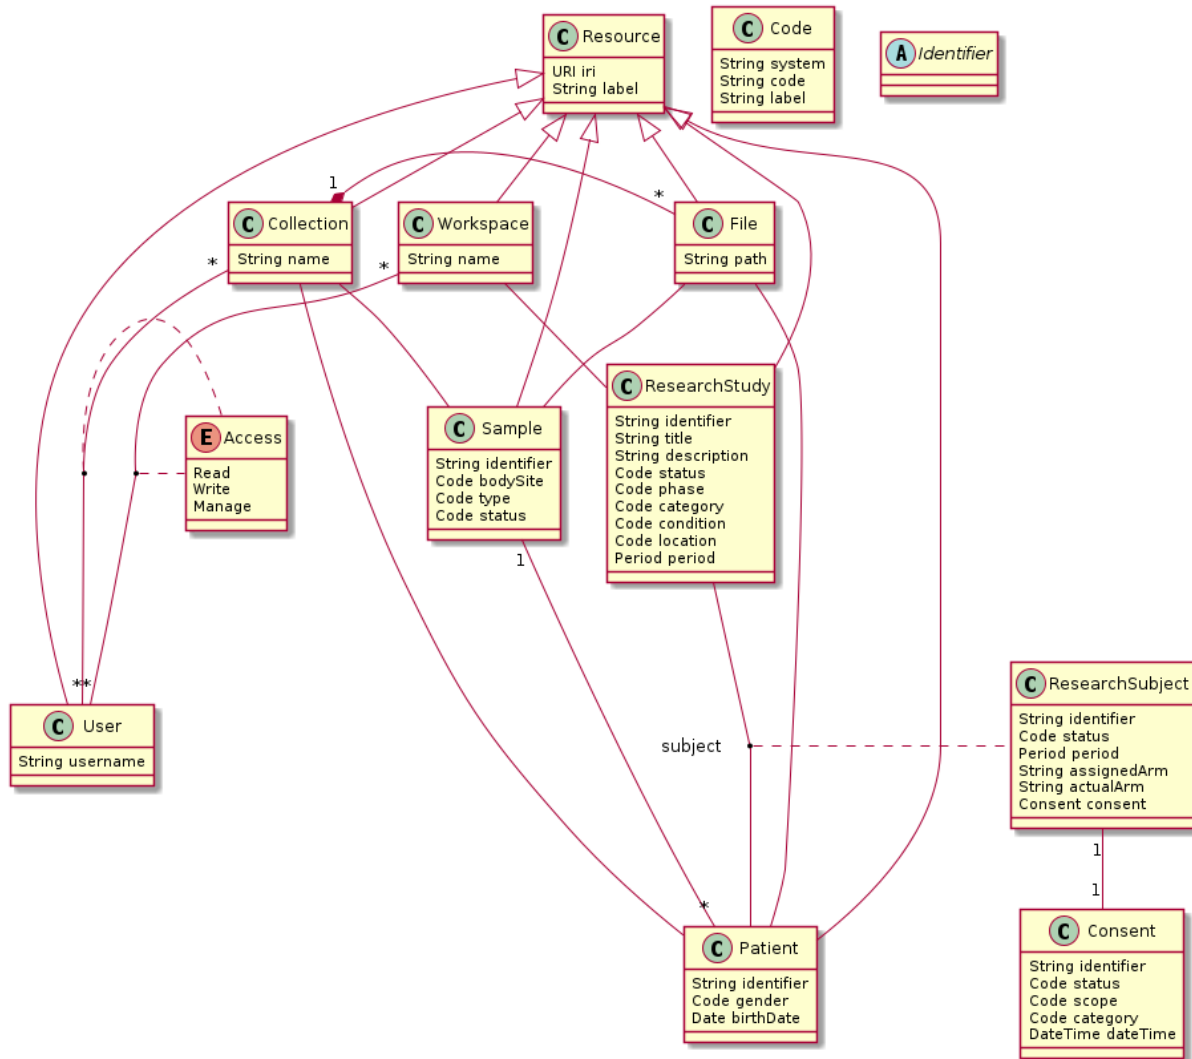 C Resource
URI iri
String label
C Code
String system
String code
String label
A Identifier
1
*
C Collection
String name
C Workspace
String name
C File
String path
*
*
E Access
Read
Write
Manage
C Sample
String identifier
Code bodySite
Code type
Code status
C ResearchStudy
String identifier
String title
String description
Code status
Code phase
Code category
Code condition
Code location
Period period
1
**
C User
String username
subject
C ResearchSubject
String identifier
Code status
Period period
String assignedArm
String actualArm
Consent consent
1
1
*
C Patient
String identifier
Code gender
Date birthDate
C Consent
String identifier
Code status
Code scope
Code category
DateTime dateTime